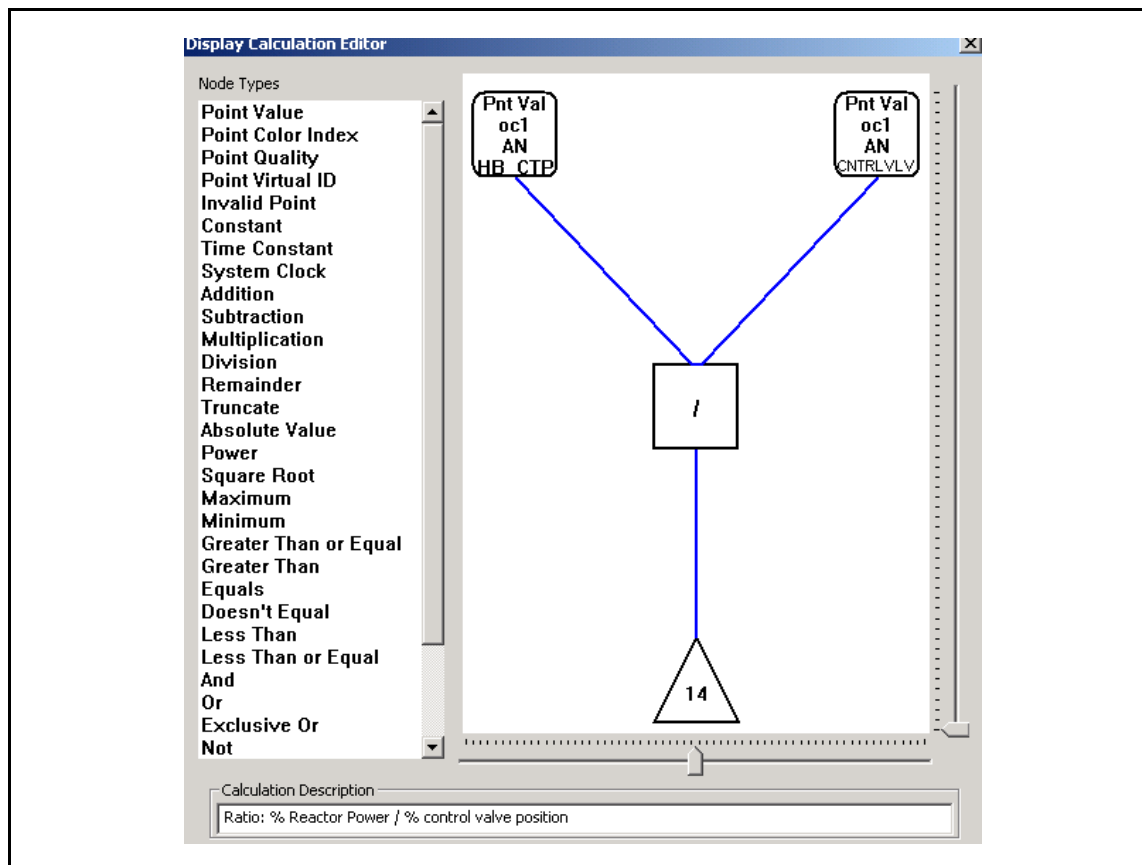 Display Calculation Editor
Node Types
Point Value
Point Color Index
Point Quality
Point Virtual ID
Invalid Point
Constant
Time Constant
System Clock
Addition
Subtraction
Multiplication
Division
Remainder
Truncate
Absolute Value
Power
Square Root
Maximum
Minimum
Greater Than or Equal
Greater Than
Equals
Doesn't Equal
Less Than
Less Than or Equal
And
Or
Exclusive Or
Not
Pnt Val
oc1
AN
HB_CTP
Pnt Val
oc1
AN
CNTRLVLV
/
14
Calculation Description
Ratio: % Reactor Power / % control valve position